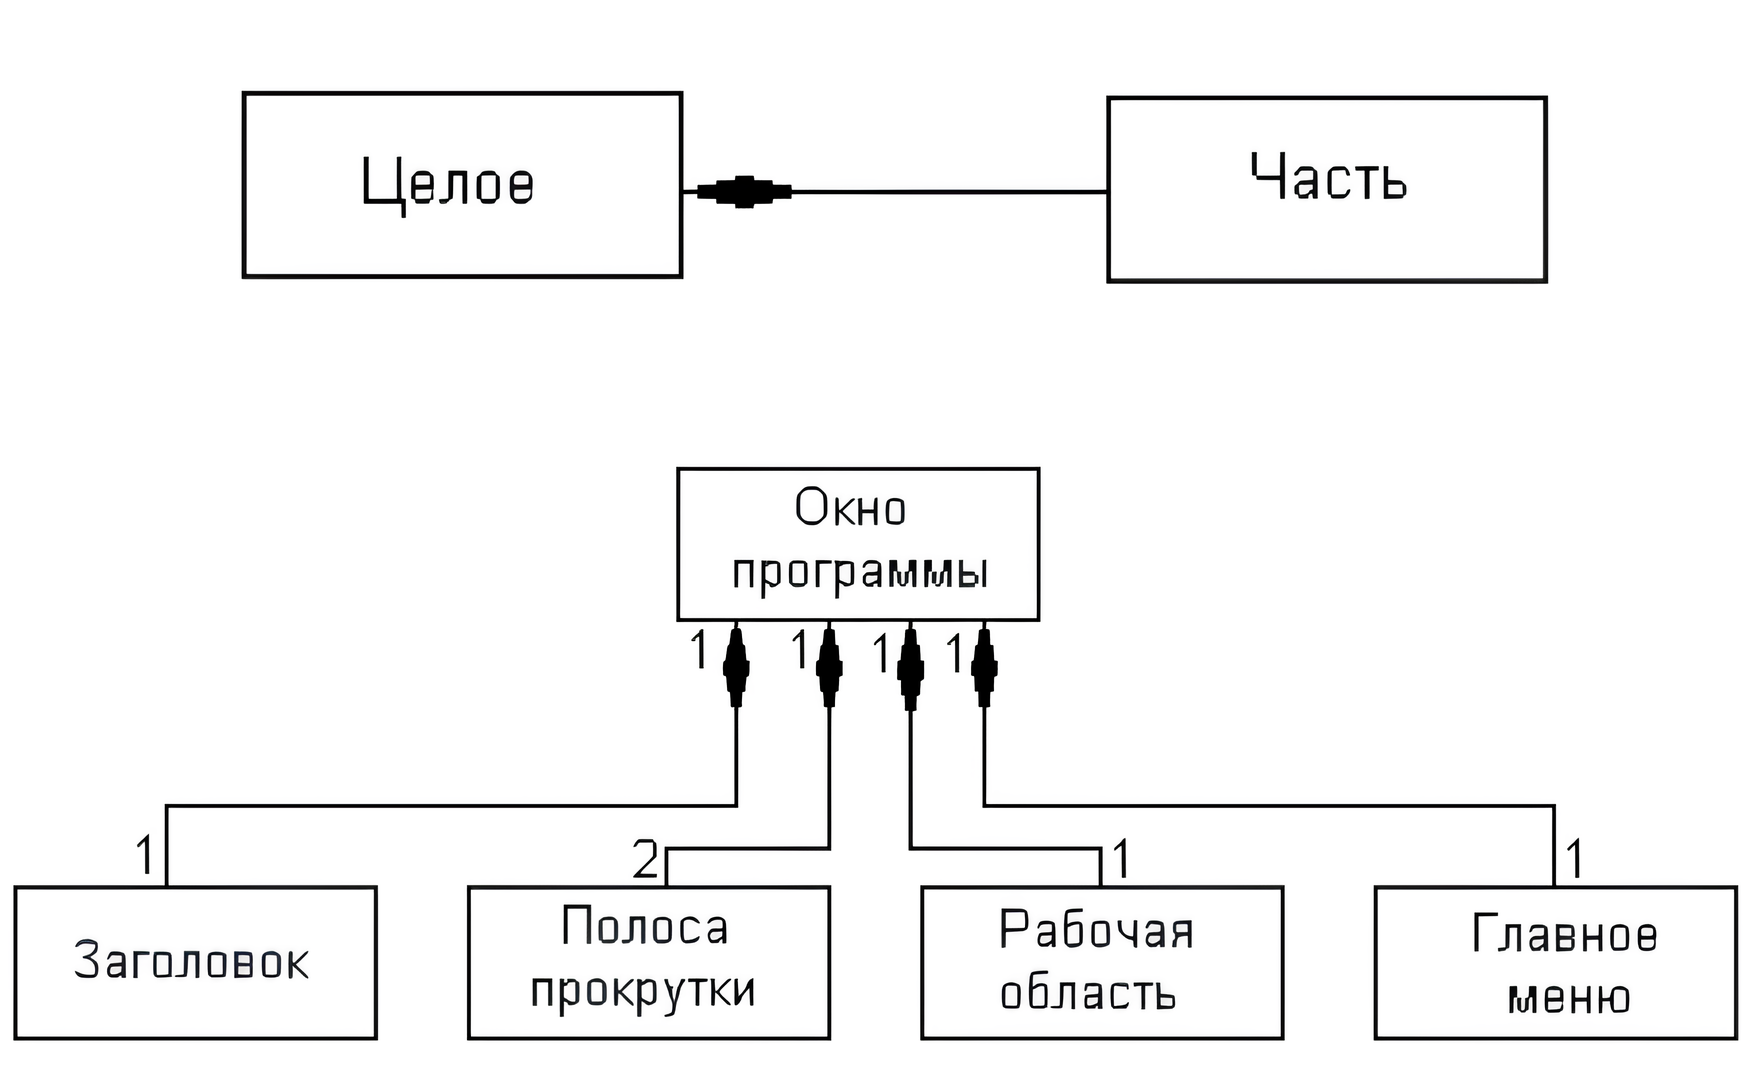 Целое
Часть
Окно
программы
1 1 1 1
1 2 1 1
Заголовок
Полоса
прокрутки
Рабочая
область
Главное
меню